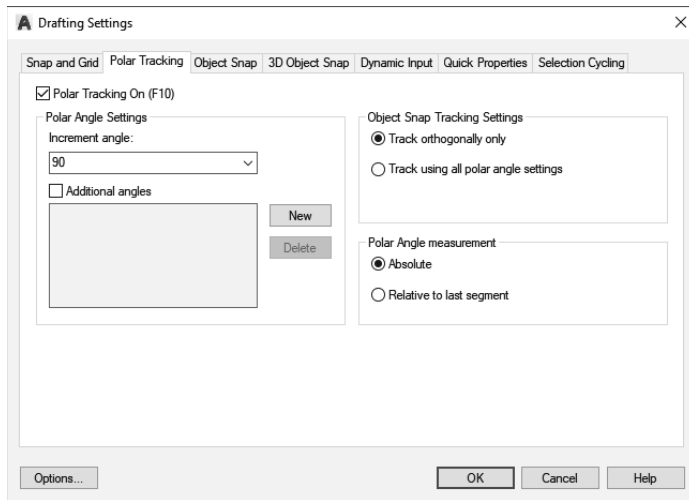 Drafting Settings
Snap and Grid Polar Tracking Object Snap 3D Object Snap Dynamic Input Quick Properties Selection Cycling
Polar Tracking On (F10)
Polar Angle Settings
Increment angle:
90
Additional angles
New
Delete
Object Snap Tracking Settings
Track orthogonally only
Track using all polar angle settings
Polar Angle measurement
Absolute
Relative to last segment
Options...
OK
Cancel
Help